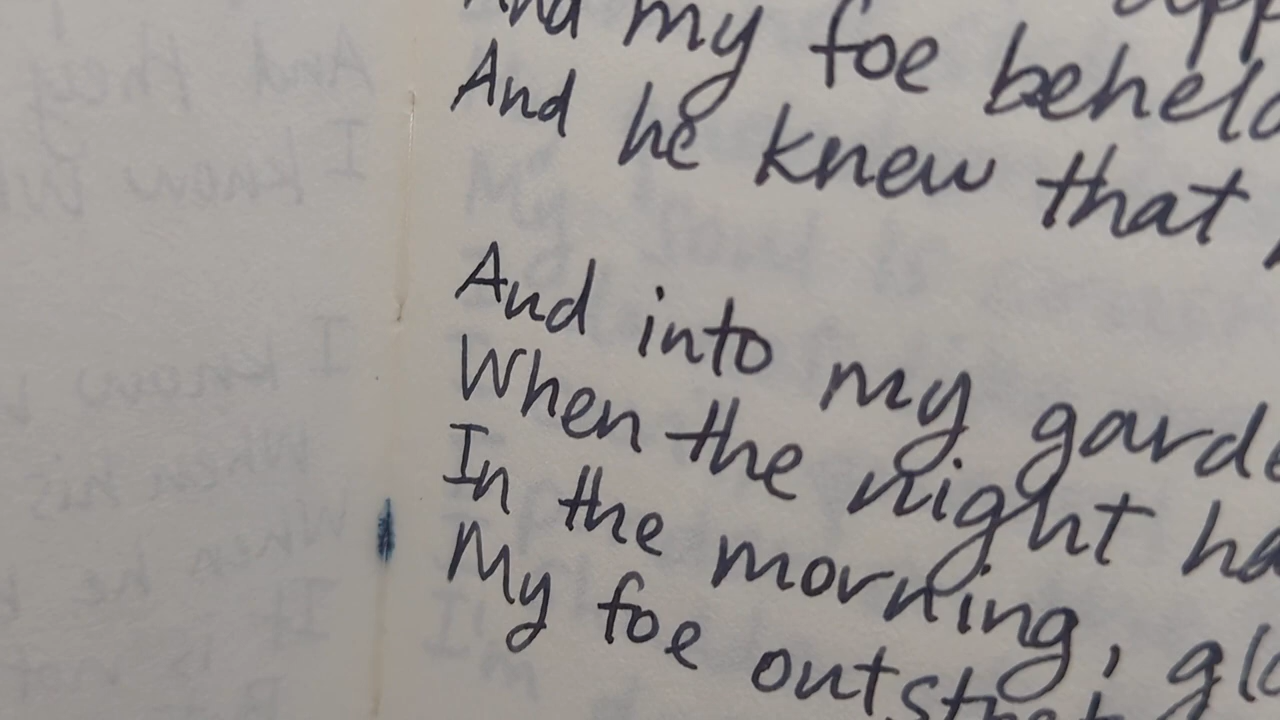 And my foe behel
And he knew that
And into my garde
When the night ha
In the morning, gl
My foe outstret